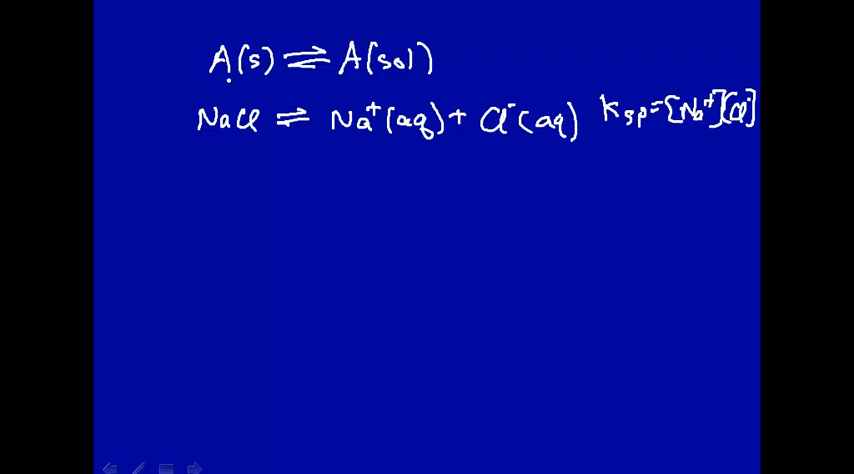 A(s) ⇌ A(sol)
NaCl ⇌ Na⁺(aq) + Cl⁻(aq) Ksp=[Na⁺][Cl⁻]